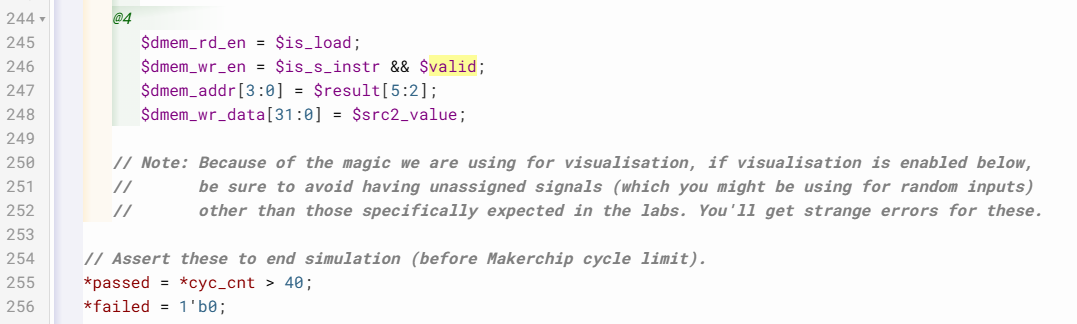 244 @4
245 $dmem_rd_en = $is_load;
246 $dmem_wr_en = $is_s_instr && $valid;
247 $dmem_addr[3:0] = $result[5:2];
248 $dmem_wr_data[31:0] = $src2_value;
249
250 // Note: Because of the magic we are using for visualisation, if visualisation is enabled below,
251 //       be sure to avoid having unassigned signals (which you might be using for random inputs)
252 //       other than those specifically expected in the labs. You'll get strange errors for these.
253
254 // Assert these to end simulation (before Makerchip cycle limit).
255 *passed = *cyc_cnt > 40;
256 *failed = 1'b0;